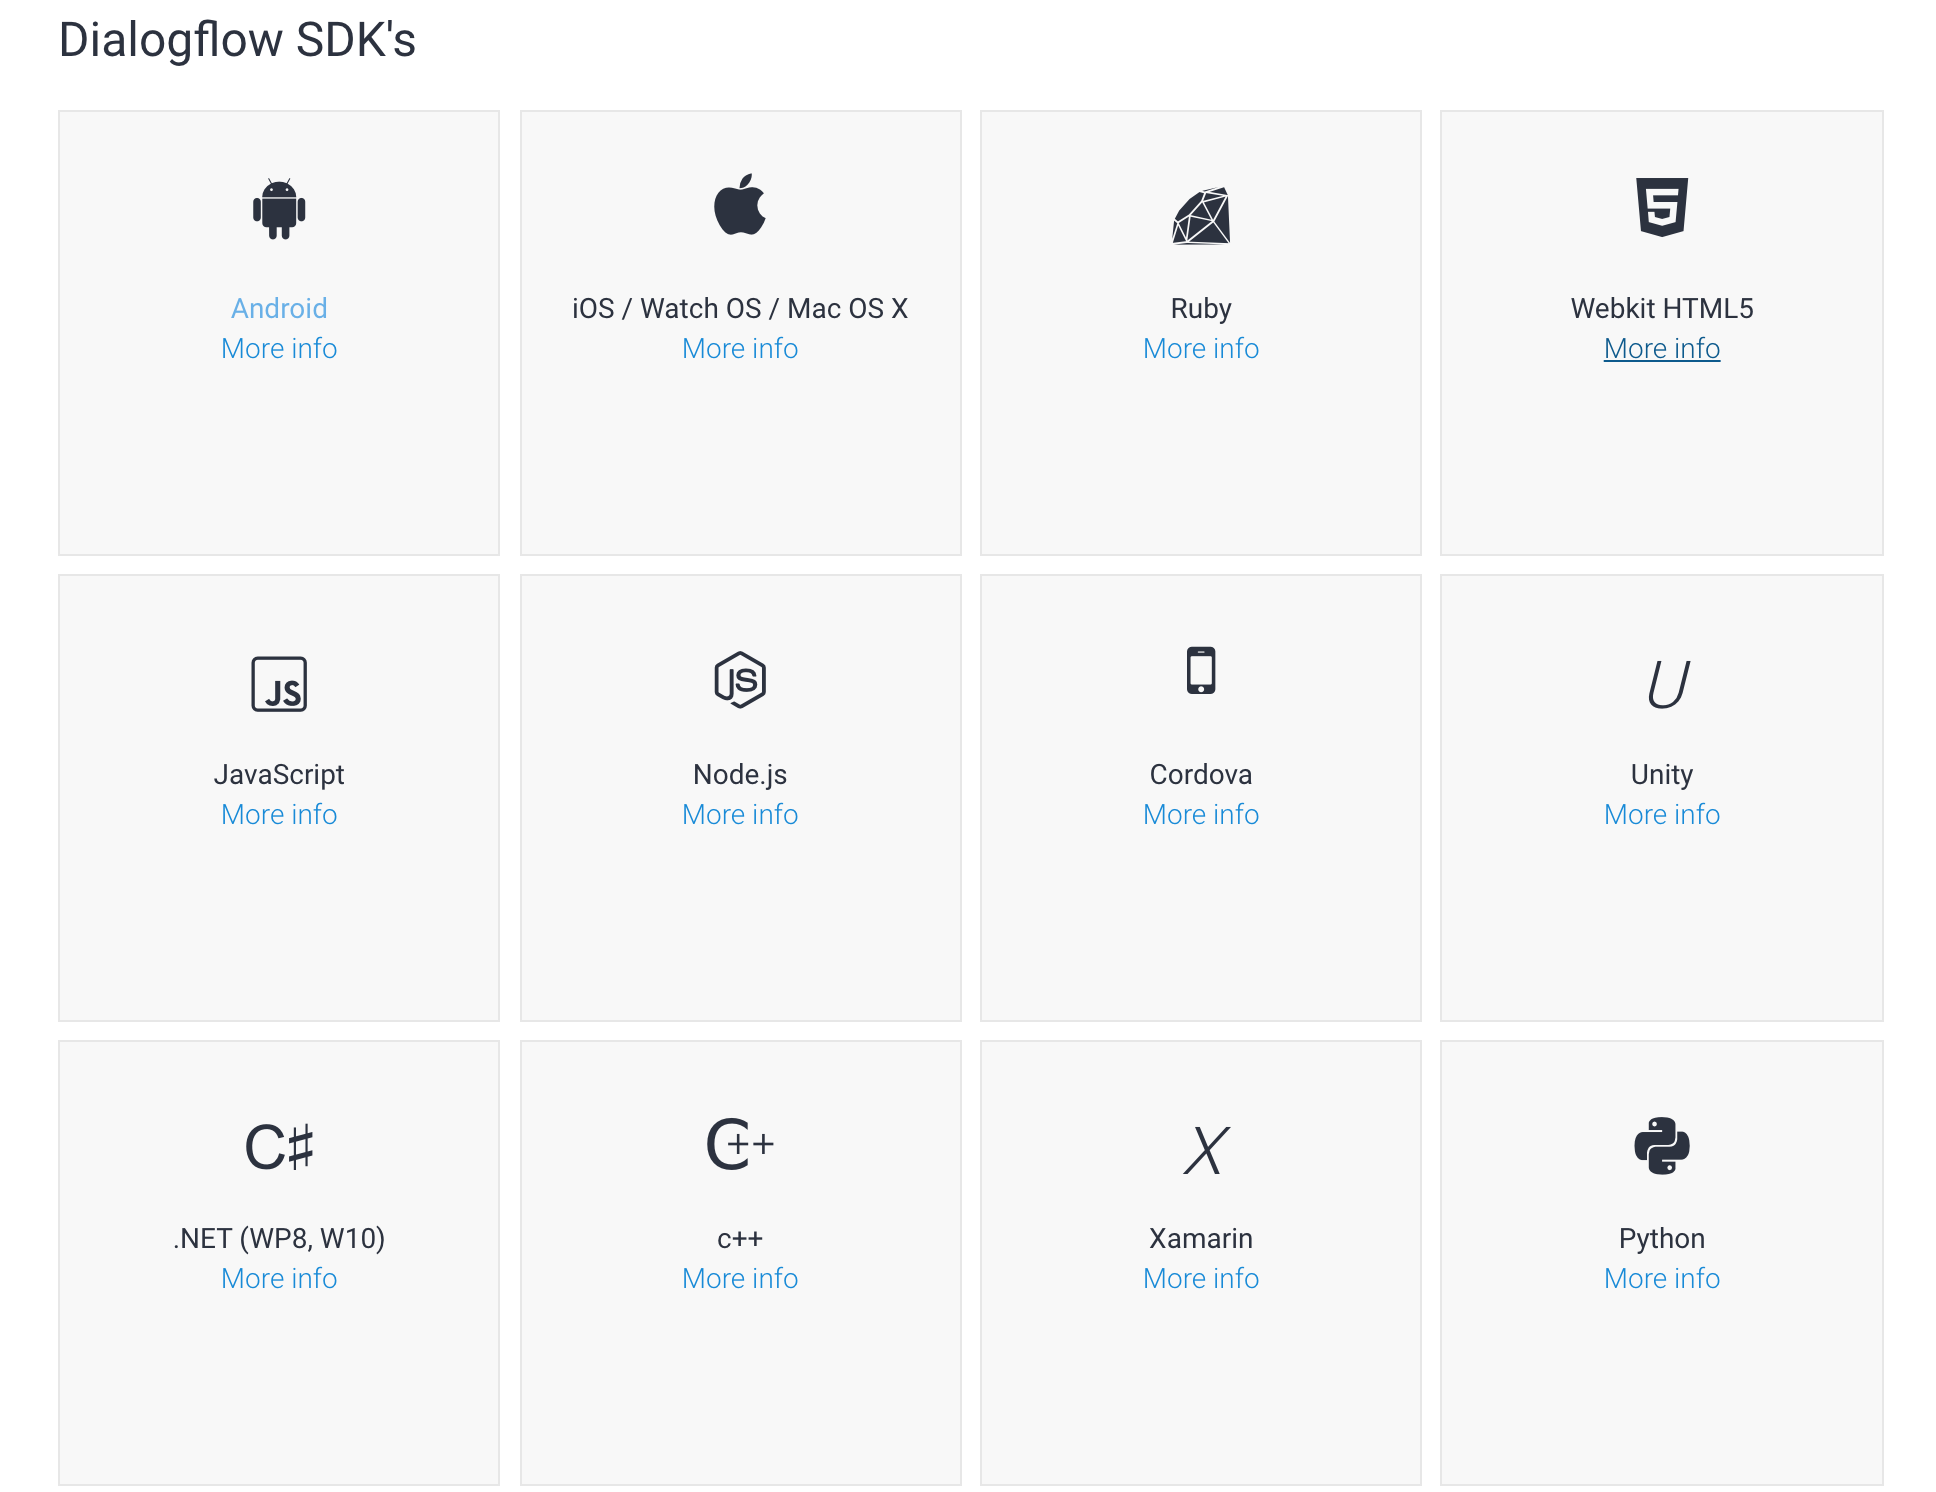 Dialogflow SDK's
Android
More info
iOS / Watch OS / Mac OS X
More info
Ruby
More info
5
Webkit HTML5
More info
JS
JavaScript
More info
JS
Node.js
More info
Cordova
More info
U
Unity
More info
C#
.NET (WP8, W10)
More info
C++
c++
More info
X
Xamarin
More info
Python
More info